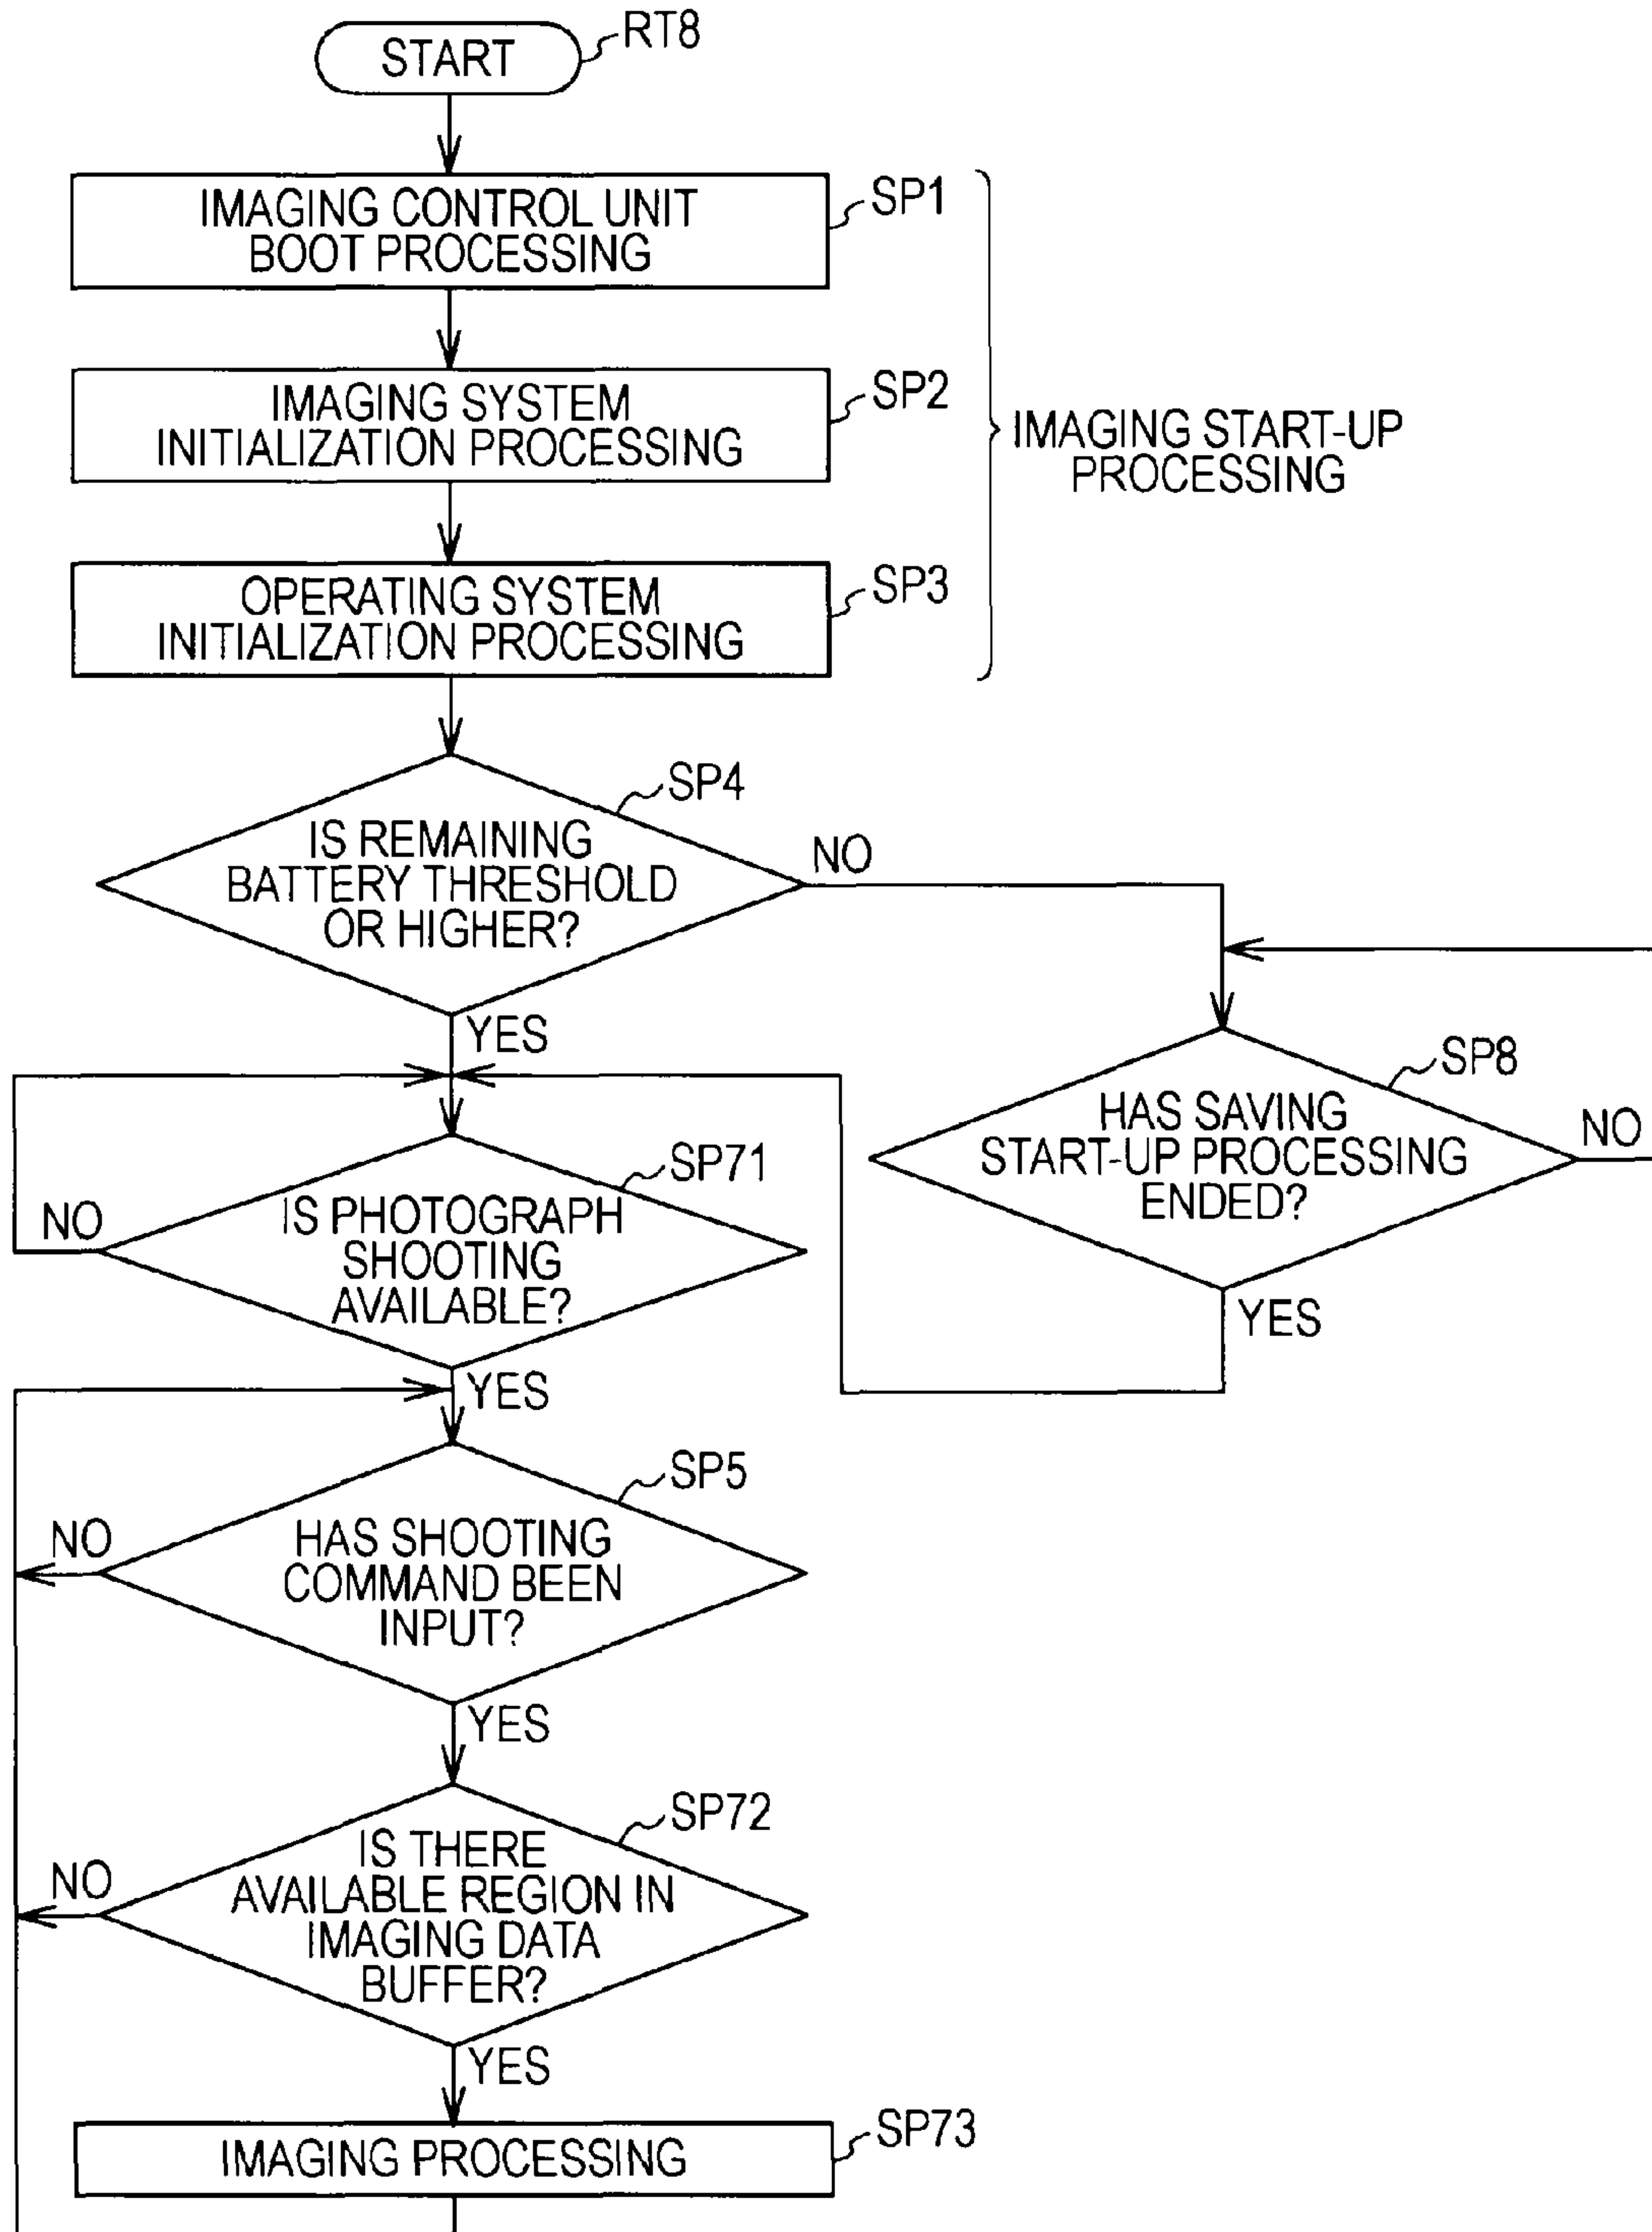 START
RT8
IMAGING CONTROL UNIT
BOOT PROCESSING
SP1
IMAGING SYSTEM
INITIALIZATION PROCESSING
SP2
IMAGING START-UP
PROCESSING
OPERATING SYSTEM
INITIALIZATION PROCESSING
SP3
SP4
IS REMAINING
BATTERY THRESHOLD
OR HIGHER?
NO
YES
SP8
HAS SAVING
START-UP PROCESSING
ENDED?
NO
YES
SP71
IS PHOTOGRAPH
SHOOTING
AVAILABLE?
NO
YES
SP5
HAS SHOOTING
COMMAND BEEN
INPUT?
NO
YES
SP72
IS THERE
AVAILABLE REGION IN
IMAGING DATA
BUFFER?
NO
YES
IMAGING PROCESSING
SP73